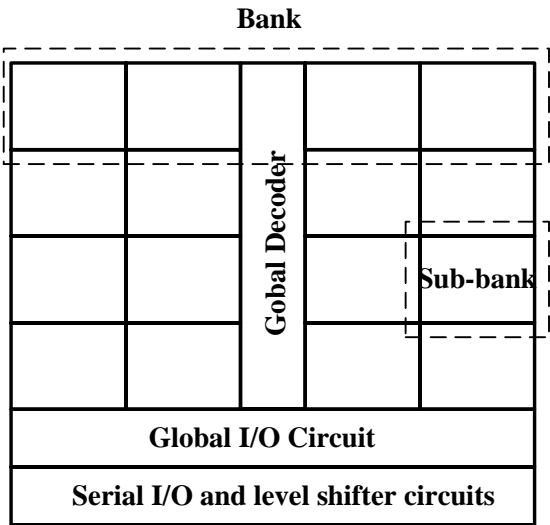 Bank
Gobal Decoder
Sub-bank
Global I/O Circuit
Serial I/O and level shifter circuits